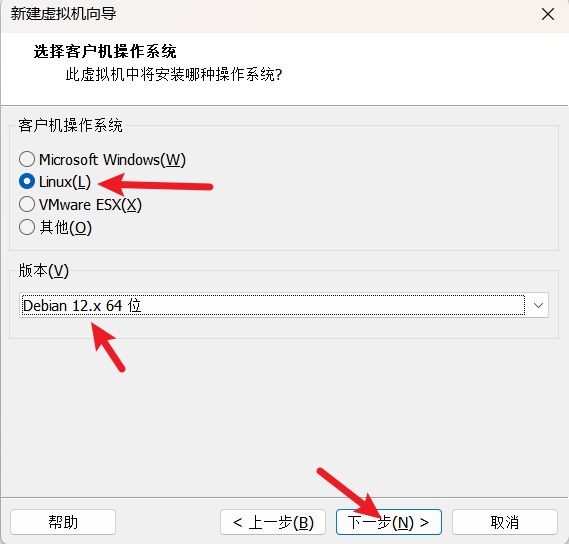 新建虚拟机向导
选择客户机操作系统
此虚拟机中将安装哪种操作系统?
客户机操作系统
Microsoft Windows(W)
Linux(L)
VMware ESX(X)
其他(O)
版本(V)
Debian 12.x 64 位
帮助
< 上一步(B)
下一步(N) >
取消